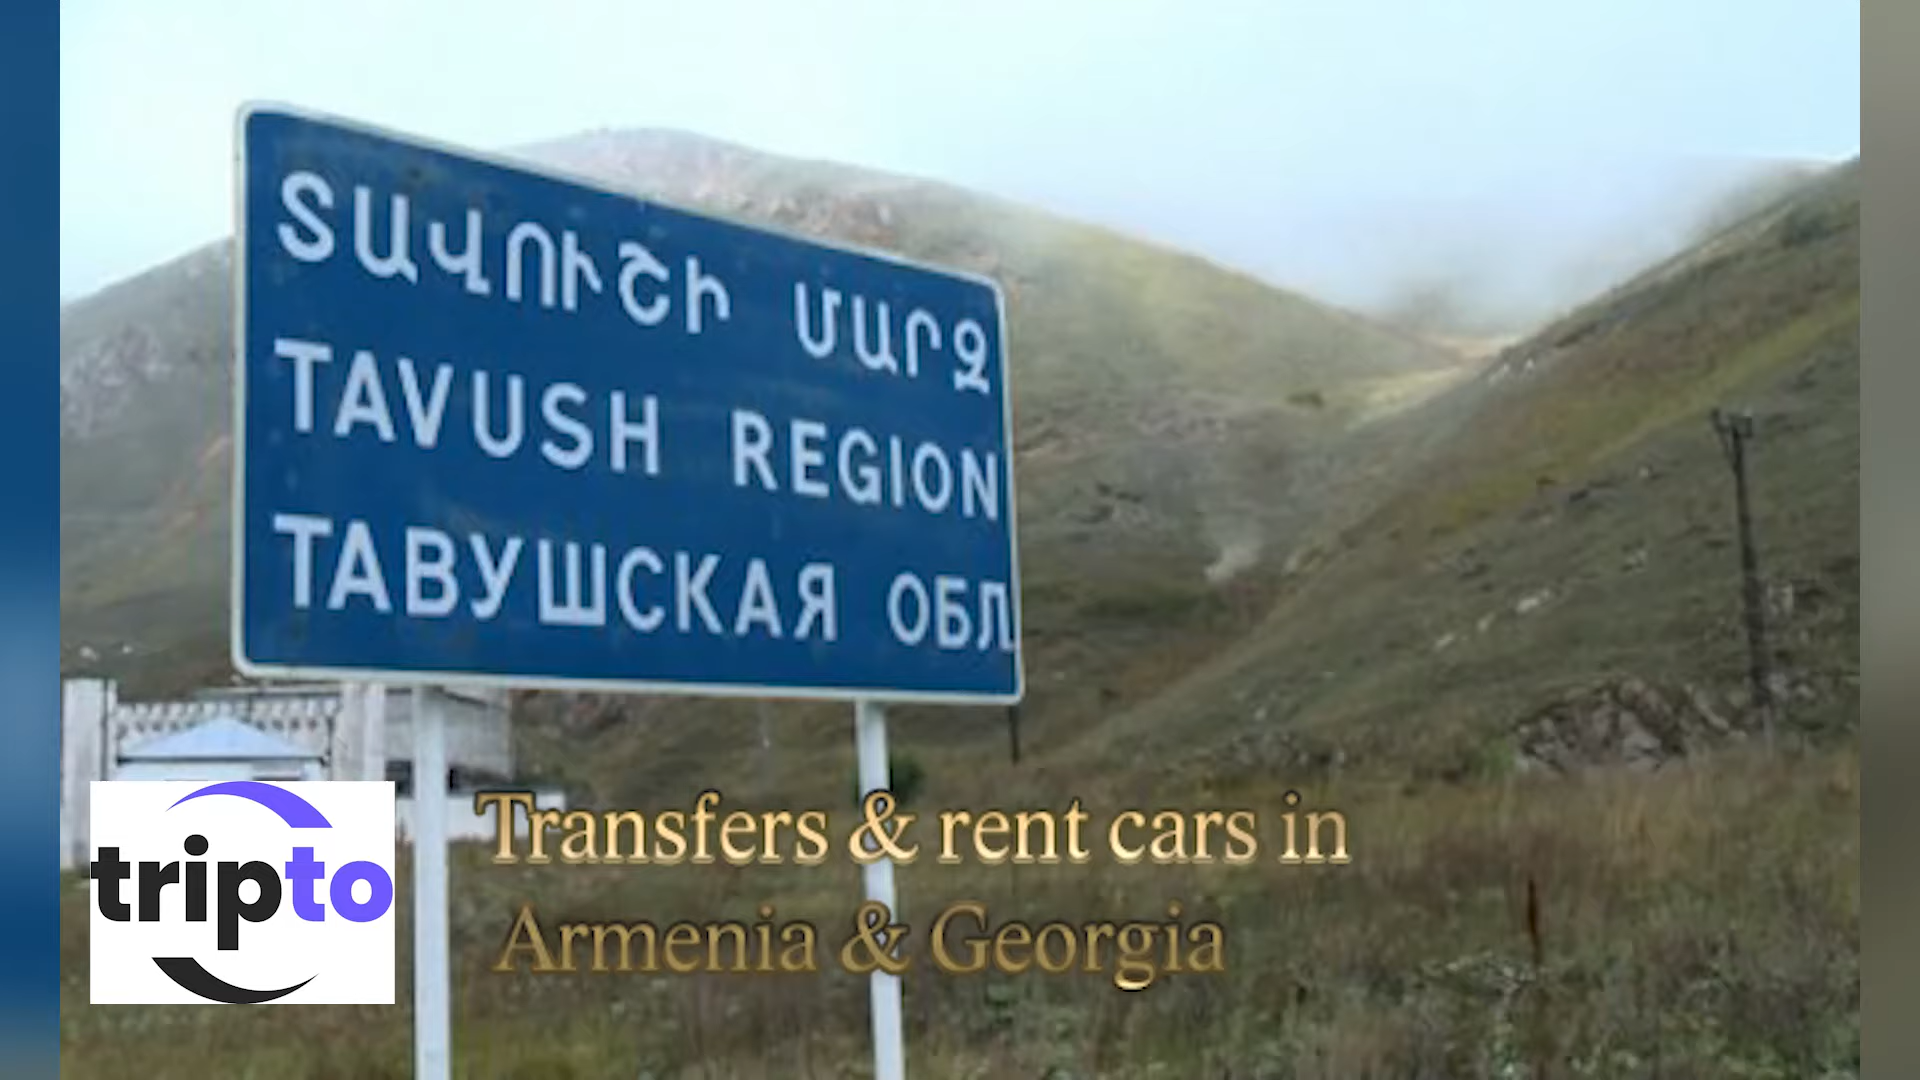 ՏԱՎՈՒՇԻ ՄԱՐԶ
TAVUSH REGION
ТАВУШСКАЯ ОБЛ
tripto
Transfers & rent cars in
Armenia & Georgia